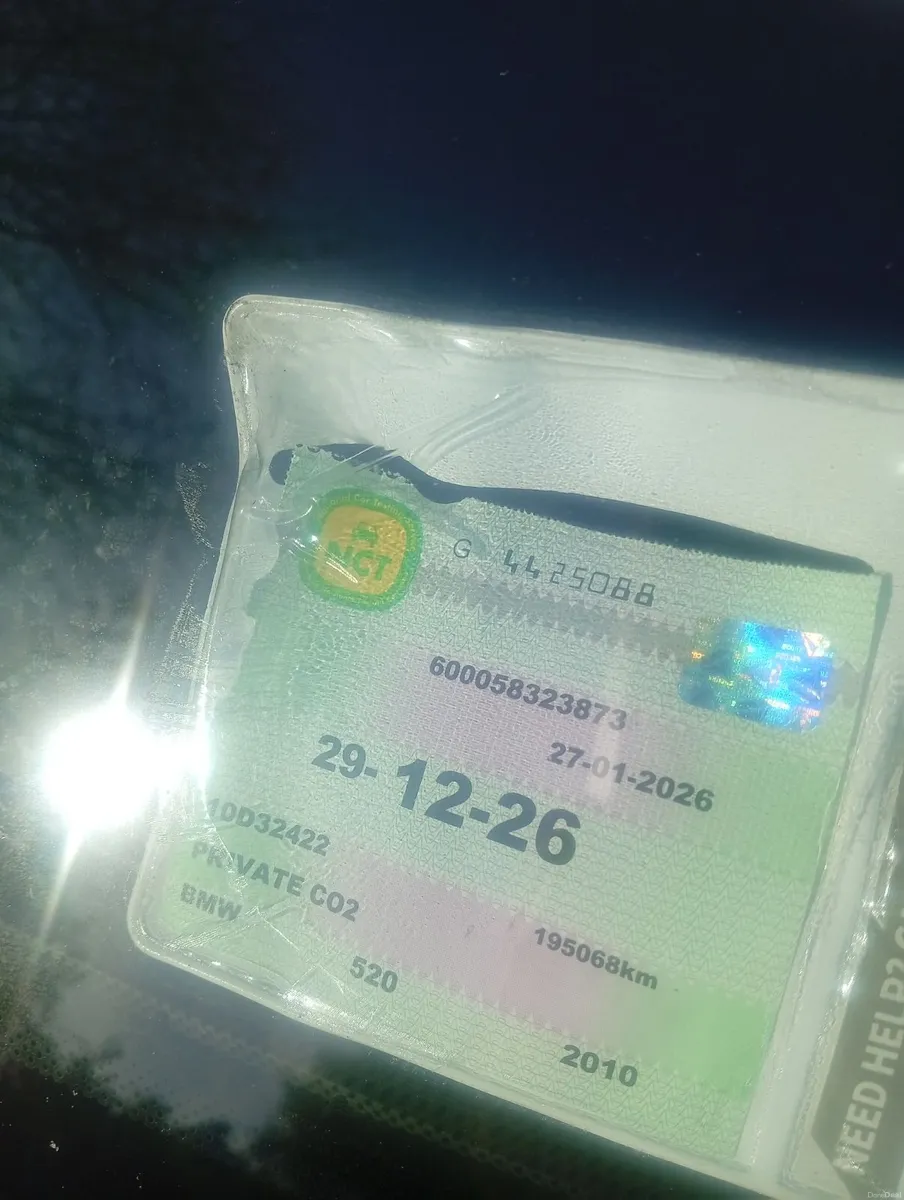 NCT
G 4425088
600058323873
27-01-2026
29-12-26
10D32422
PRIVATE CO2
BMW
195068km
520
2010
NEED HELP?